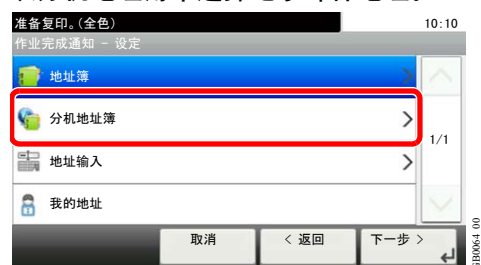 准备复印。(全色) 10:10
作业完成通知 - 设定
地址簿
分机地址簿
1/1
地址输入
我的地址
取消 < 返回 下一步 >
GB0064_00